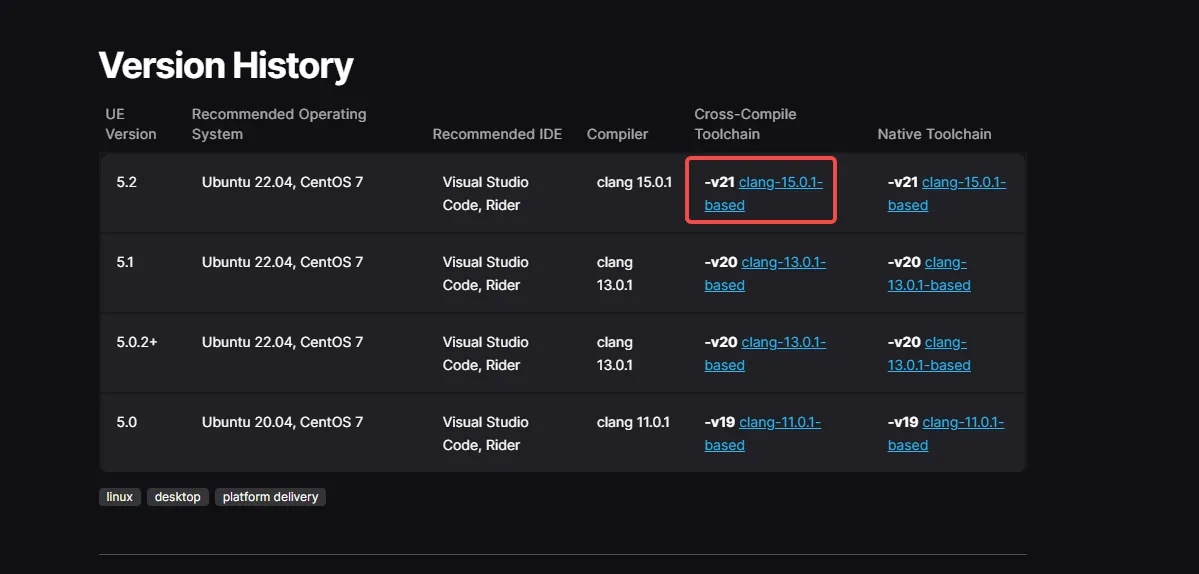 Version History
UE Version
Recommended Operating System
Recommended IDE
Compiler
Cross-Compile Toolchain
Native Toolchain
5.2
Ubuntu 22.04, CentOS 7
Visual Studio Code, Rider
clang 15.0.1
-v21 clang-15.0.1-based
-v21 clang-15.0.1-based
5.1
Ubuntu 22.04, CentOS 7
Visual Studio Code, Rider
clang 13.0.1
-v20 clang-13.0.1-based
-v20 clang-13.0.1-based
5.0.2+
Ubuntu 22.04, CentOS 7
Visual Studio Code, Rider
clang 13.0.1
-v20 clang-13.0.1-based
-v20 clang-13.0.1-based
5.0
Ubuntu 20.04, CentOS 7
Visual Studio Code, Rider
clang 11.0.1
-v19 clang-11.0.1-based
-v19 clang-11.0.1-based
linux
desktop
platform delivery